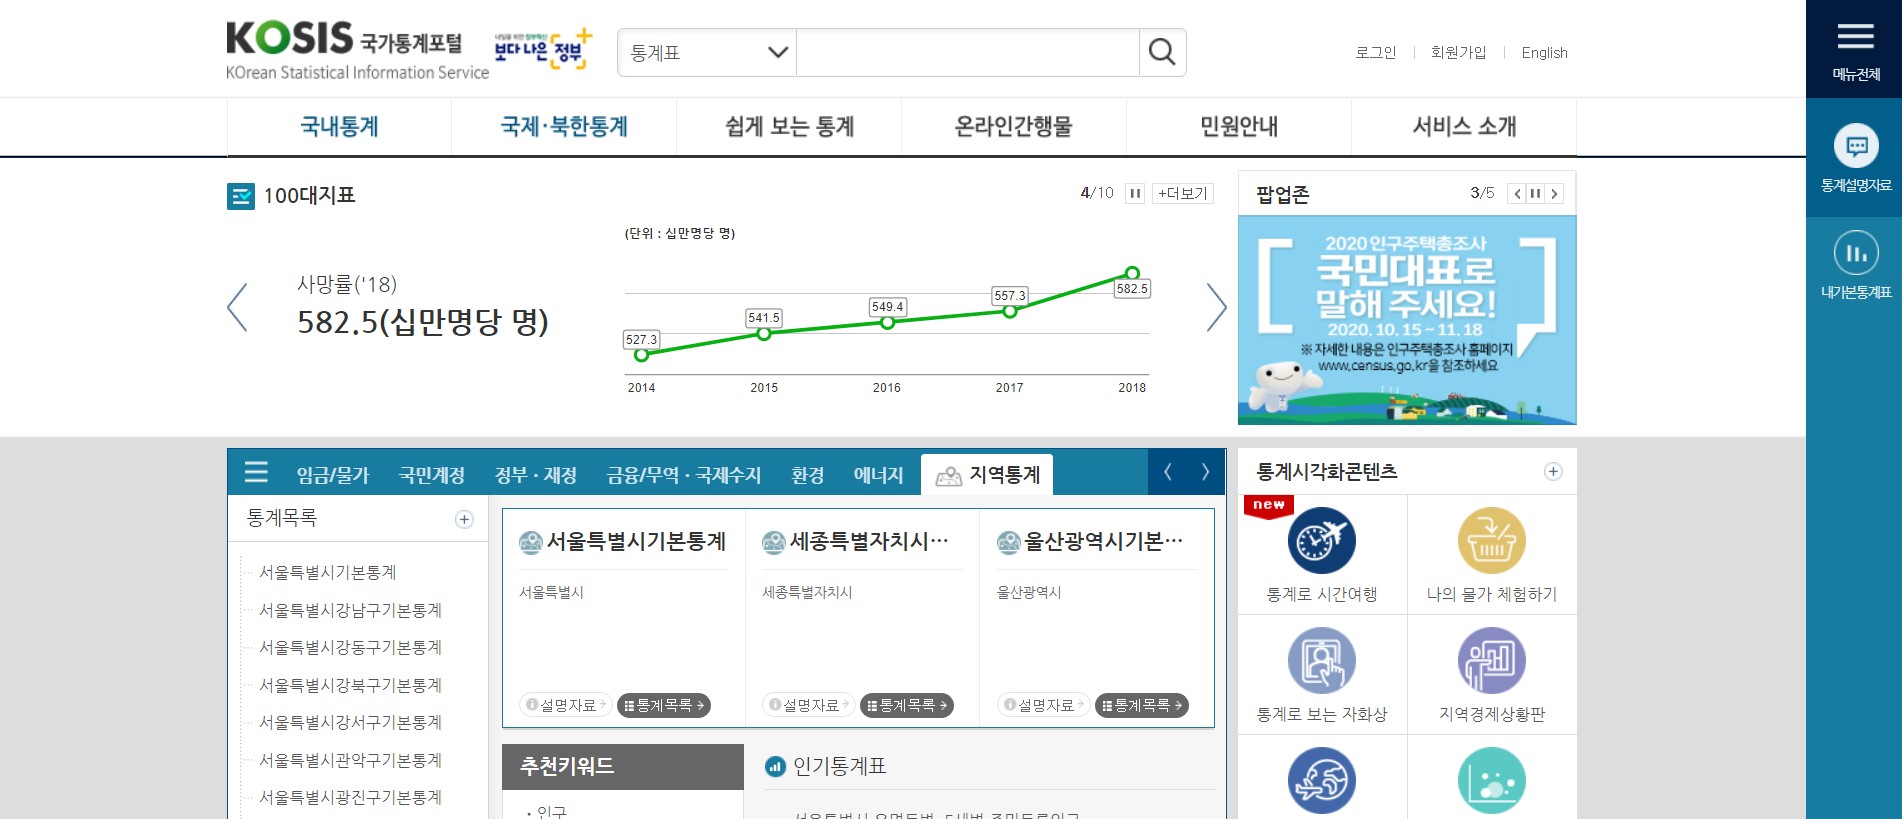 KOSIS 국가통계포털
KOrean Statistical Information Service
내일을 위한 정부혁신
보다 나은 정부
통계표
로그인
회원가입
English
메뉴전체
국내통계
국제·북한통계
쉽게 보는 통계
온라인간행물
민원안내
서비스 소개
통계설명자료
내가본통계표
100대지표
4/10
+더보기
사망률('18)
582.5(십만명당 명)
(단위 : 십만명당 명)
527.3
541.5
549.4
557.3
582.5
2014
2015
2016
2017
2018
팝업존
3/5
2020 인구주택총조사
국민대표로
말해 주세요!
2020. 10. 15 ~ 11. 18
※ 자세한 내용은 인구주택총조사 홈페이지
www.census.go.kr을 참조하세요
임금/물가
국민계정
정부 · 재정
금융/무역 · 국제수지
환경
에너지
지역통계
통계목록
서울특별시기본통계
서울특별시강남구기본통계
서울특별시강동구기본통계
서울특별시강북구기본통계
서울특별시강서구기본통계
서울특별시관악구기본통계
서울특별시광진구기본통계
서울특별시기본통계
서울특별시
설명자료
통계목록
세종특별자치시···
세종특별자치시
설명자료
통계목록
울산광역시기본···
울산광역시
설명자료
통계목록
추천키워드
· 인구
인기통계표
통계시각화콘텐츠
new
통계로 시간여행
나의 물가 체험하기
통계로 보는 자화상
지역경제상황판